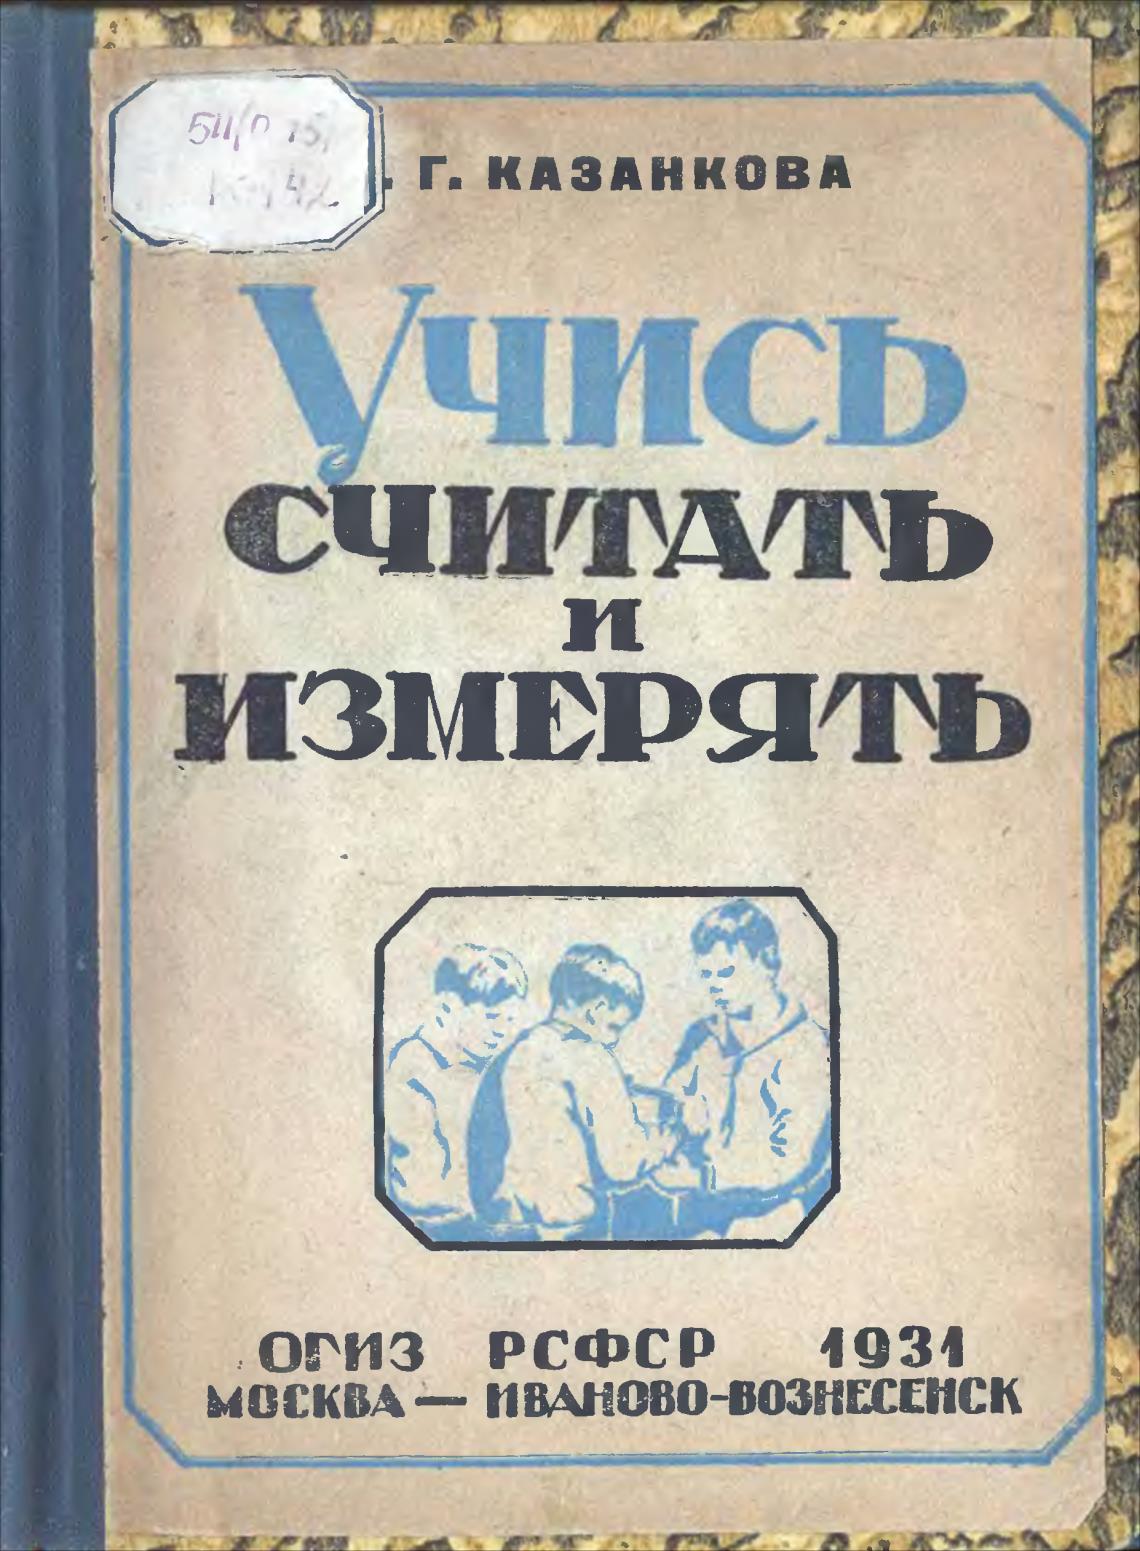 Г. КАЗАНКОВА
УЧИСЬ
СЧИТАТЬ
И
ИЗМЕРЯТЬ
ОГИЗ РСФСР 1931
МОСКВА — ИВАНОВО-ВОЗНЕСЕНСК